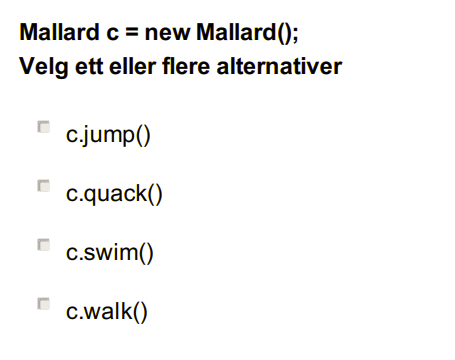 Mallard c = new Mallard();
Velg ett eller flere alternativer
c.jump()
c.quack()
c.swim()
c.walk()